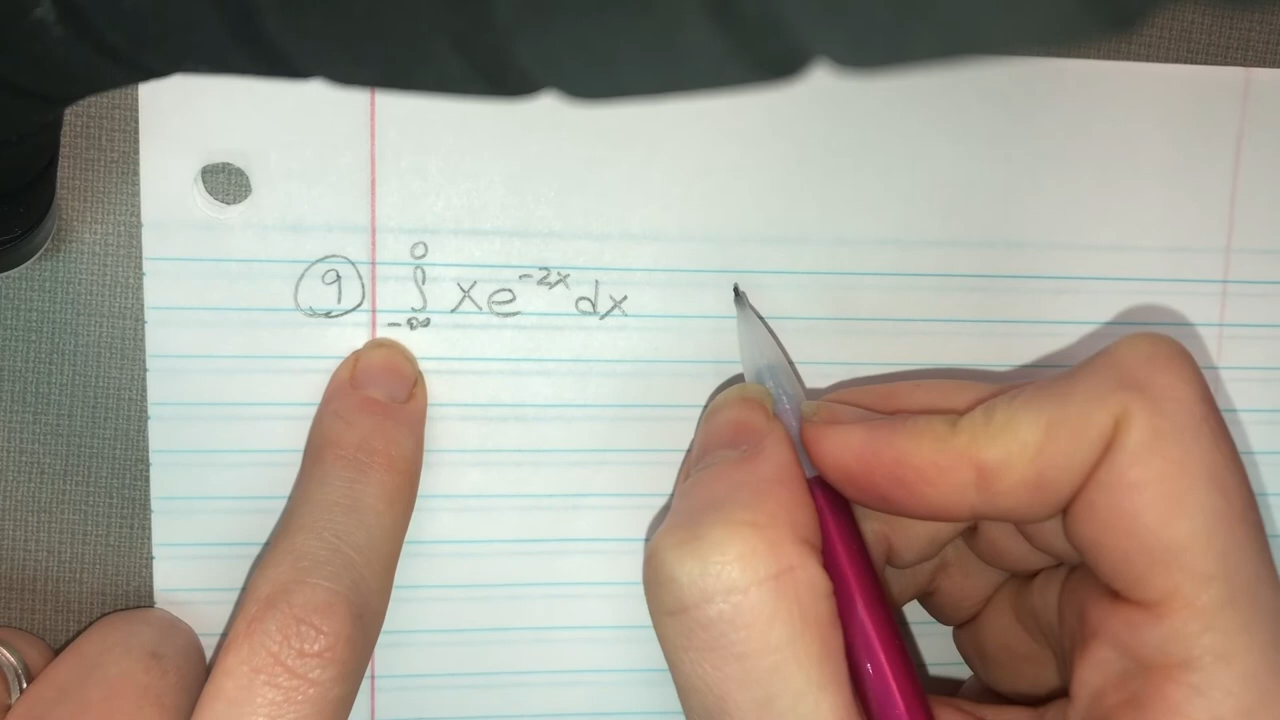 9 ∫_{-∞}^{0} xe^{-2x} dx